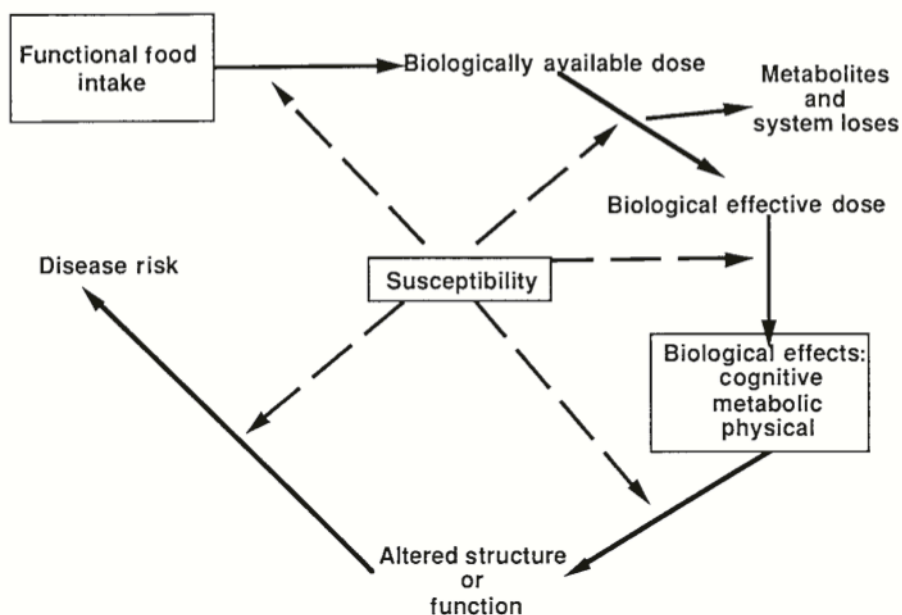 Functional food
intake
Biologically available dose
Metabolites
and
system loses
Biological effective dose
Disease risk
Susceptibility
Biological effects:
cognitive
metabolic
physical
Altered structure
or
function